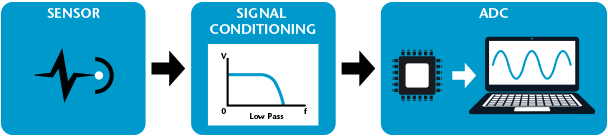 SENSOR
SIGNAL
CONDITIONING
V
0
f
Low Pass
ADC